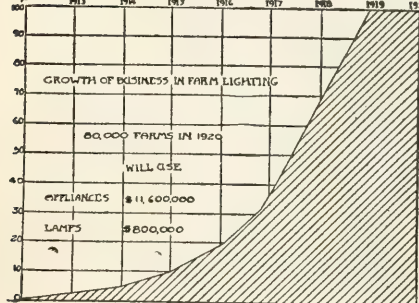 1913 1914 1915 1916 1917 1918 1919
100
90
80
GROWTH OF BUSINESS IN FARM LIGHTING
70
60
80,000 FARMS IN 1920
50
WILL USE
40
APPLIANCES $11,600,000
30
LAMPS $800,000
20
10
0